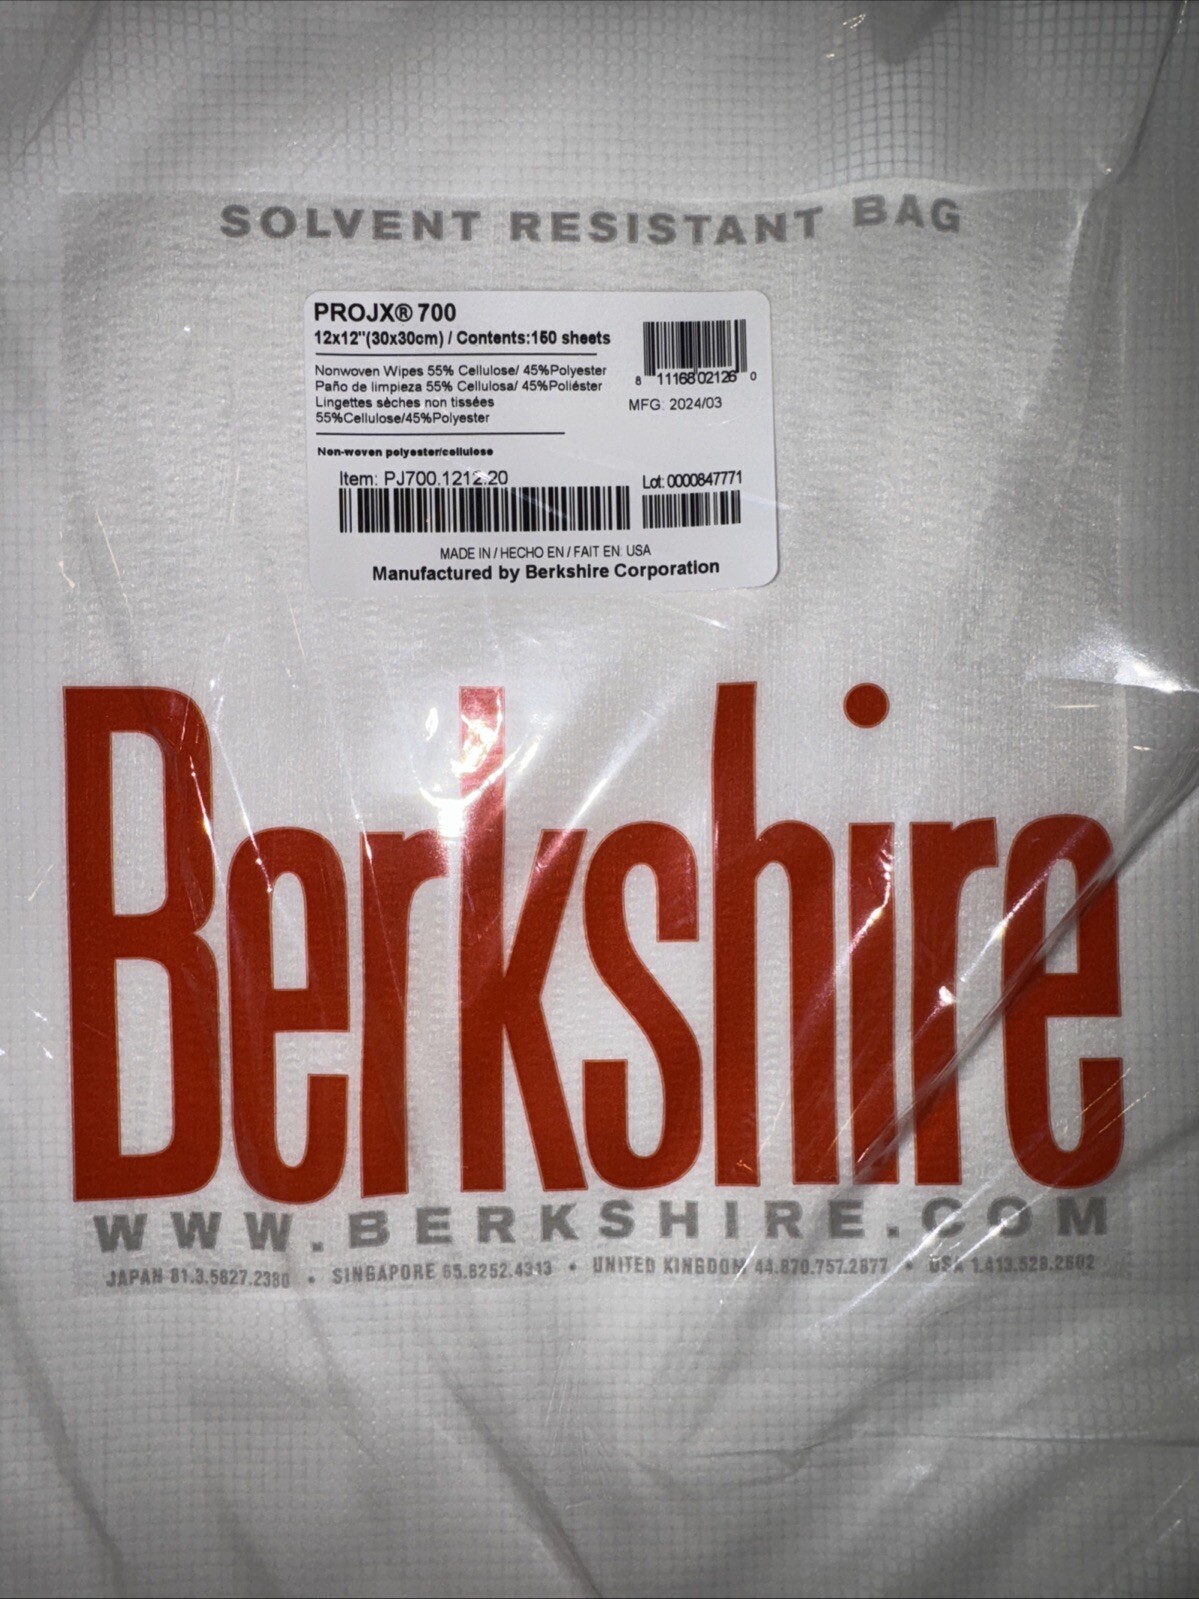 SOLVENT RESISTANT BAG
PROJX® 700
12x12"(30x30cm) / Contents:150 sheets
Nonwoven Wipes 55% Cellulose/ 45%Polyester
Paño de limpieza 55% Cellulosa/ 45%Poliéster
Lingettes sèches non tissées
55%Cellulose/45%Polyester
8 11168 02126 0
MFG: 2024/03
Non-woven polyester/cellulose
Item: PJ700.1212.20
Lot: 0000847771
MADE IN / HECHO EN / FAIT EN: USA
Manufactured by Berkshire Corporation
Berkshire
WWW.BERKSHIRE.COM
JAPAN 81.3.5827.2380 • SINGAPORE 65.6252.4313 • UNITED KINGDOM 44.870.757.2877 • USA 1.413.528.2602